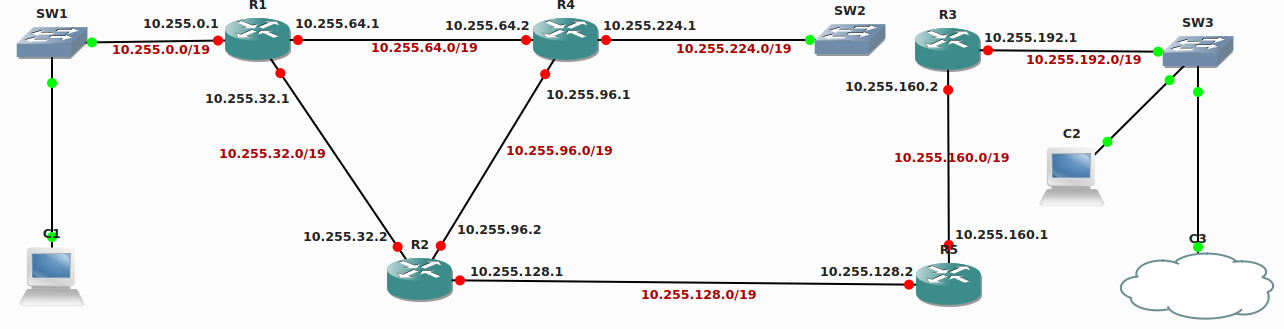 SW1
R1
R4
SW2
R3
SW3
10.255.0.1
10.255.64.1
10.255.64.2
10.255.224.1
10.255.192.1
10.255.0.0/19
10.255.64.0/19
10.255.224.0/19
10.255.192.0/19
10.255.32.1
10.255.96.1
10.255.160.2
C2
10.255.32.0/19
10.255.96.0/19
10.255.160.0/19
C1
10.255.32.2
R2
10.255.96.2
10.255.160.1
R5
C3
10.255.128.1
10.255.128.2
10.255.128.0/19